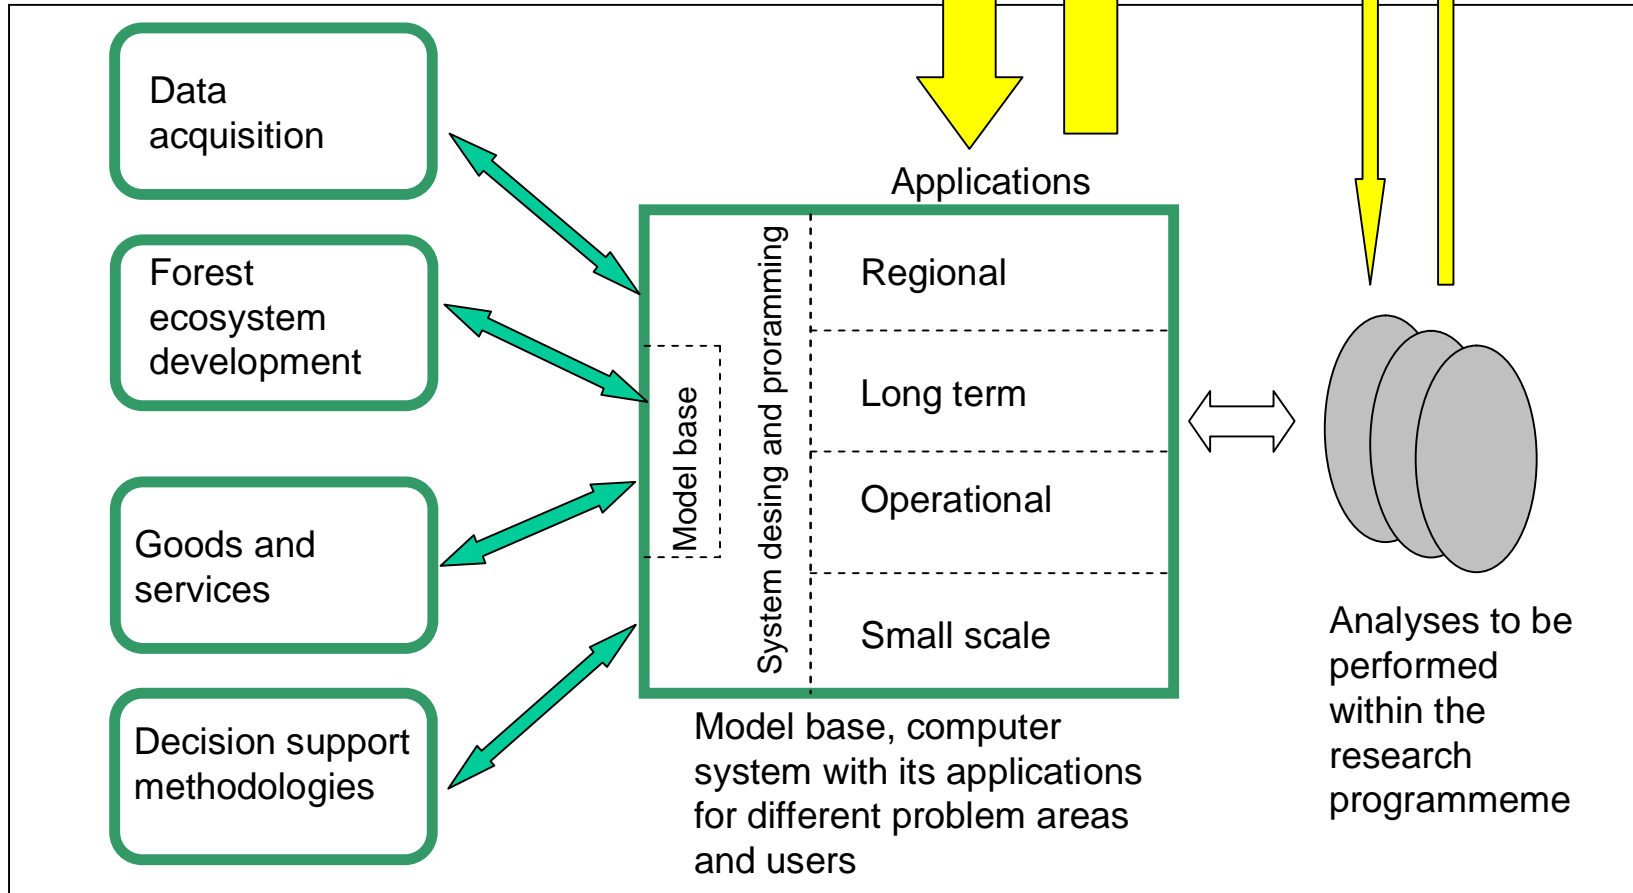 Data
acquisition
Forest
ecosystem
development
Goods and
services
Decision support
methodologies
Applications
Model base
System desing and proramming
Regional
Long term
Operational
Small scale
Model base, computer
system with its applications
for different problem areas
and users
Analyses to be
performed
within the
research
programmeme